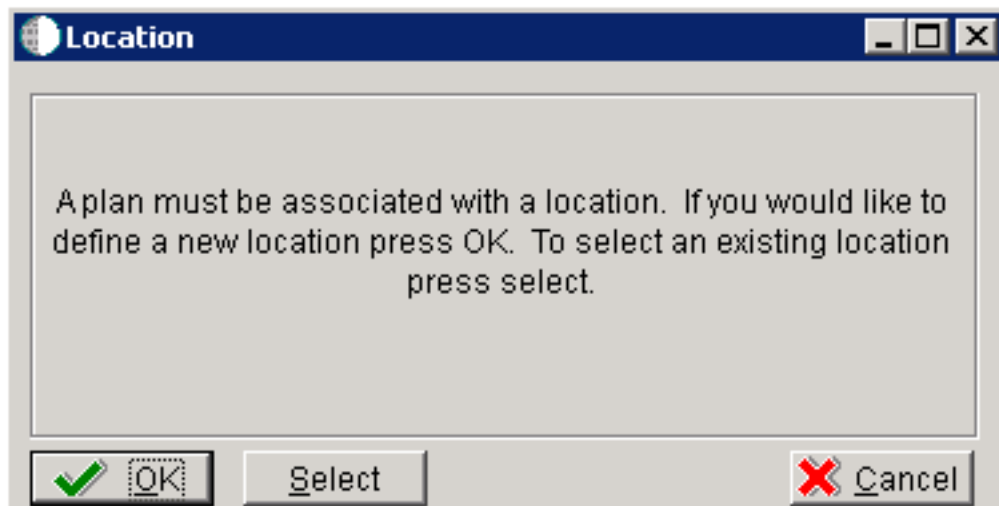 Location
A plan must be associated with a location.  If you would like to
define a new location press OK.  To select an existing location
press select.
OK
Select
Cancel